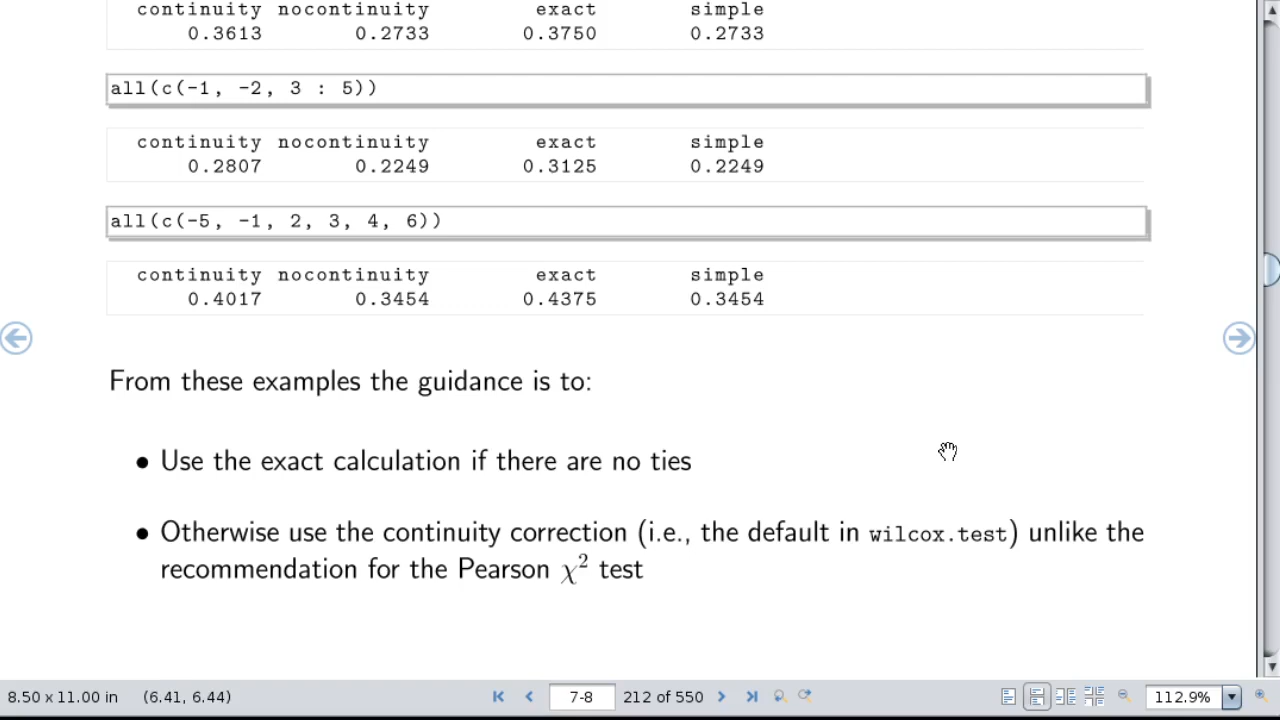 continuity nocontinuity exact simple
0.3613 0.2733 0.3750 0.2733
all(c(-1, -2, 3 : 5))
continuity nocontinuity exact simple
0.2807 0.2249 0.3125 0.2249
all(c(-5, -1, 2, 3, 4, 6))
continuity nocontinuity exact simple
0.4017 0.3454 0.4375 0.3454
From these examples the guidance is to:
• Use the exact calculation if there are no ties
• Otherwise use the continuity correction (i.e., the default in wilcox.test) unlike the
recommendation for the Pearson χ² test
8.50 x 11.00 in (6.41, 6.44) 7-8 212 of 550 112.9%